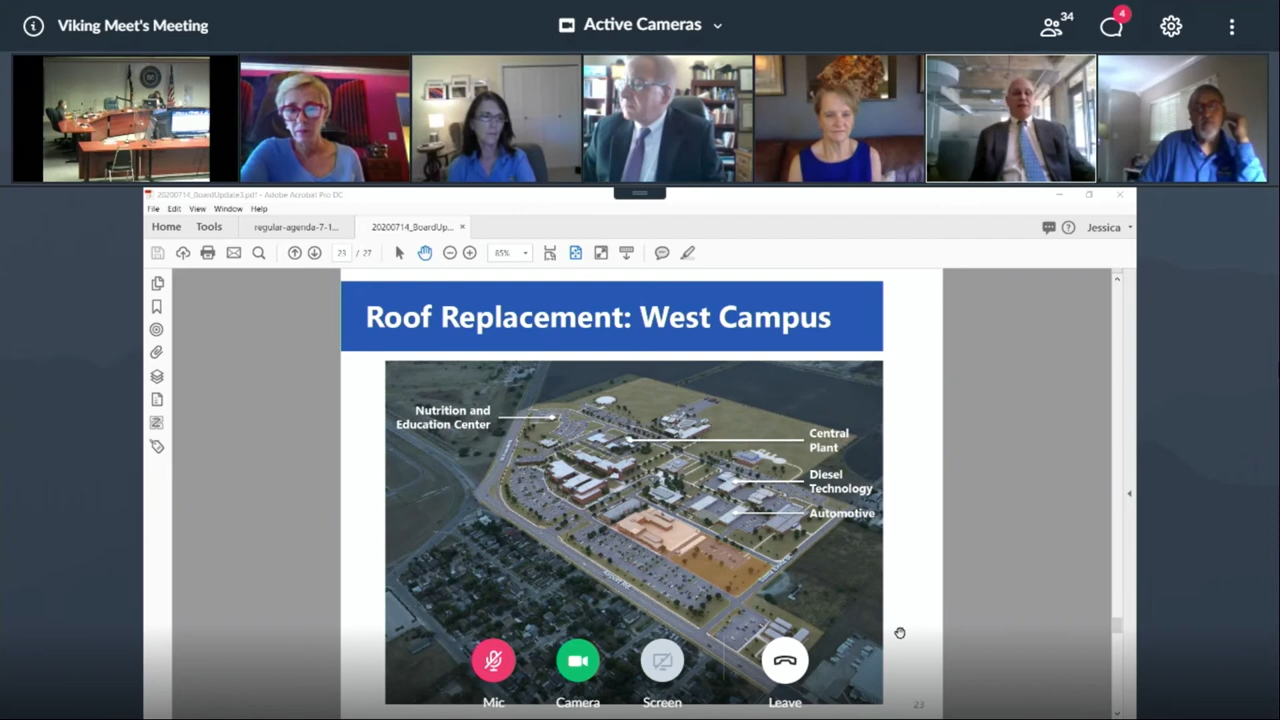 Viking Meet's Meeting
Active Cameras
34
4
20200714_BoardUpdate3.pdf - Adobe Acrobat Pro DC
File Edit View Window Help
Home Tools regular-agenda-7-1... 20200714_BoardUp... ×
Jessica
23 / 27
85%
Roof Replacement: West Campus
Nutrition and
Education Center
Central
Plant
Diesel
Technology
Automotive
Mic Camera Screen Leave
23